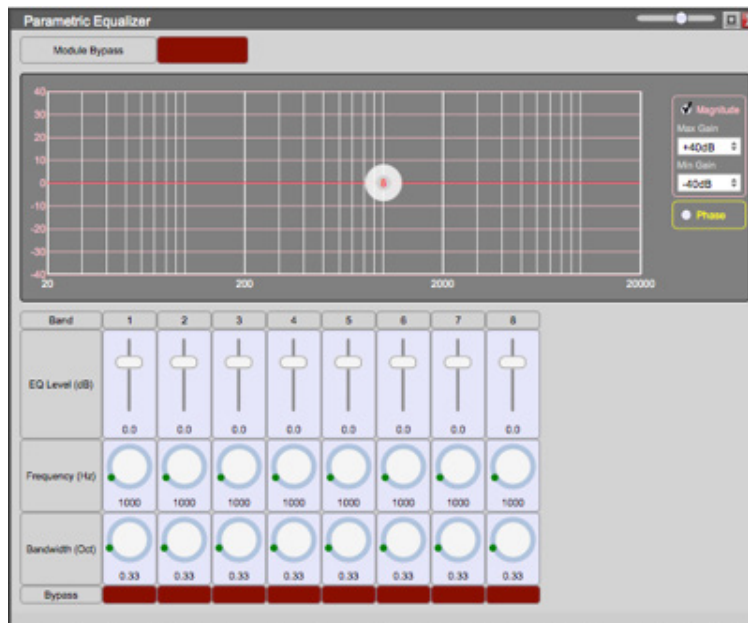 Parametric Equalizer
Module Bypass
40
30
20
10
0
-10
-20
-30
-40
20 200 2000 20000
8
Magnitude
Max Gain
+40dB
Min Gain
-40dB
Phase
Band 1 2 3 4 5 6 7 8
EQ Level (dB) 0.0 0.0 0.0 0.0 0.0 0.0 0.0 0.0
Frequency (Hz) 1000 1000 1000 1000 1000 1000 1000 1000
Bandwidth (Oct) 0.33 0.33 0.33 0.33 0.33 0.33 0.33 0.33
Bypass